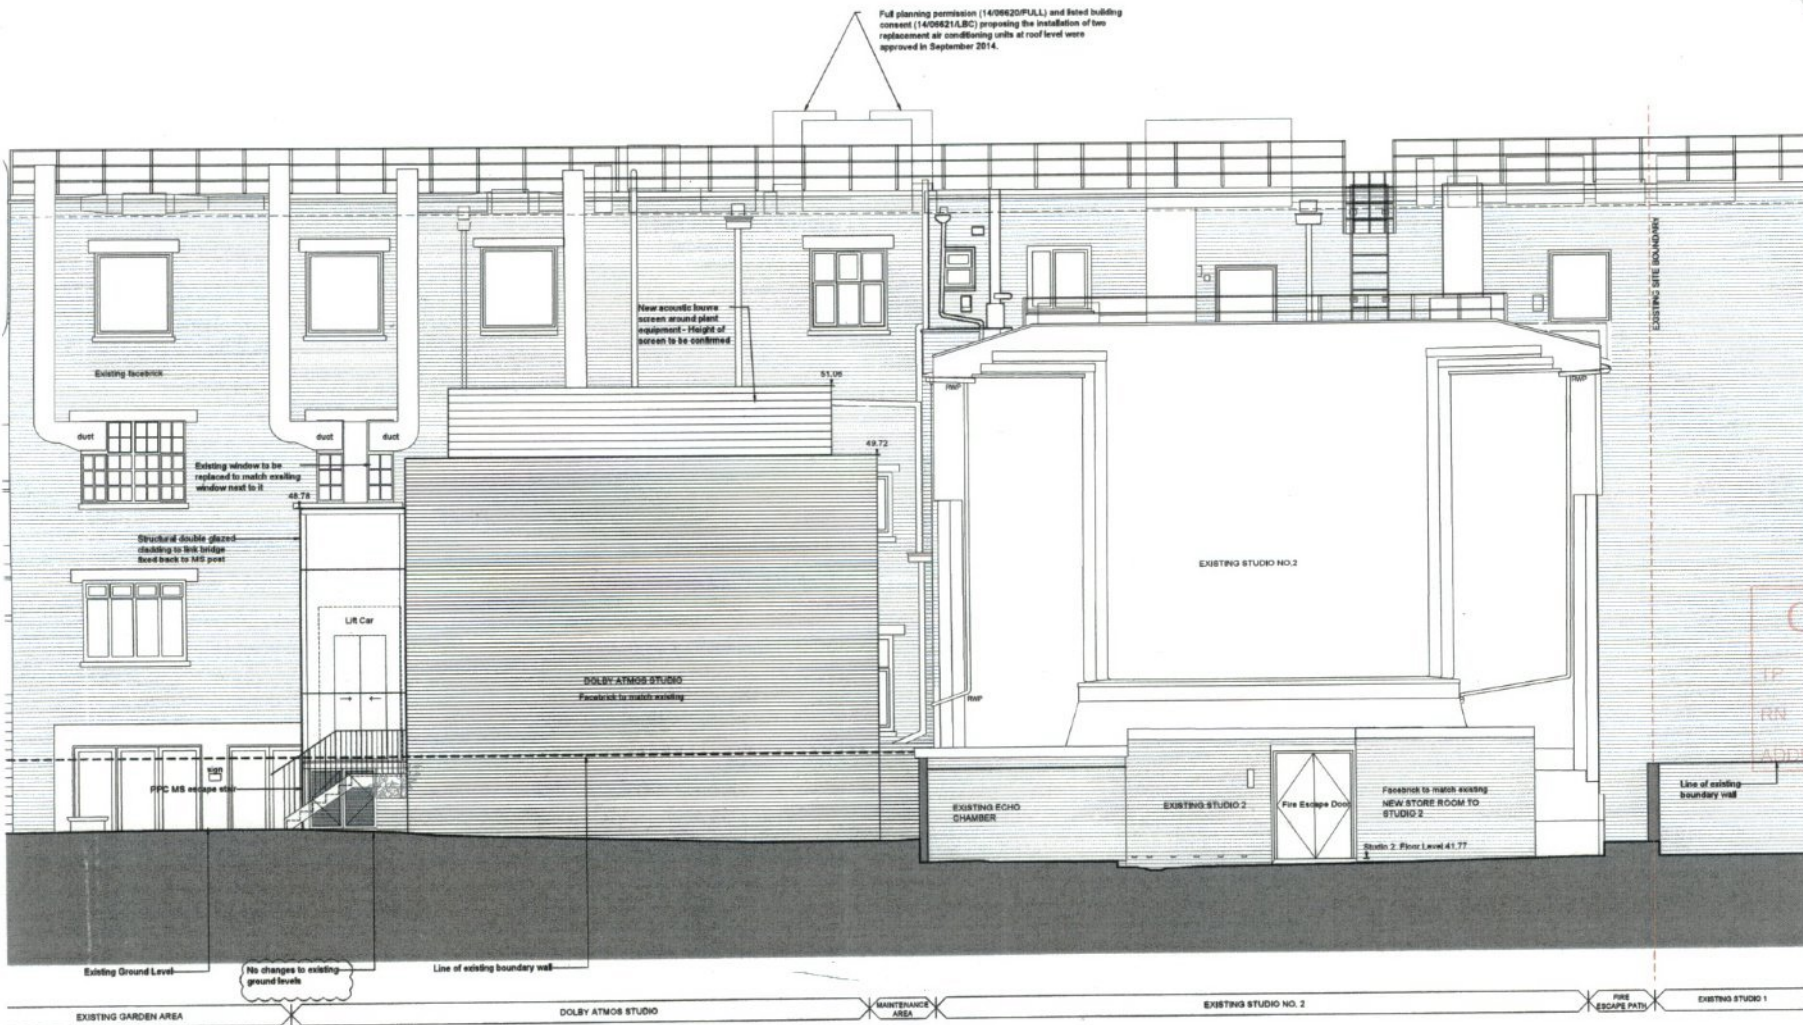 Full planning permission (14/06620/FULL) and listed building
consent (14/06621/LBC) proposing the installation of two
replacement air conditioning units at roof level were
approved in September 2014.
EXISTING SITE BOUNDARY
New acoustic louvre
screen around plant
equipment - Height of
screen to be confirmed
Existing facebrick
51.06
RWP
RWP
duct
duct
duct
49.72
Existing window to be
replaced to match exsiting
window next to it
48.78
Structural double glazed
cladding to link bridge
fixed back to MS post
EXISTING STUDIO NO.2
Lift Car
DOLBY ATMOS STUDIO
Facebrick to match existing
RWP
TP
RN
sign
PPC MS escape stair
EXISTING ECHO
CHAMBER
EXISTING STUDIO 2
Fire Escape Door
Facebrick to match existing
NEW STORE ROOM TO
STUDIO 2
Studio 2 Floor Level 41.77
Line of existing
boundary wall
Existing Ground Level
No changes to existing
ground levels
Line of existing boundary wall
EXISTING GARDEN AREA
DOLBY ATMOS STUDIO
MAINTENANCE
AREA
EXISTING STUDIO NO. 2
FIRE
ESCAPE PATH
EXISTING STUDIO 1